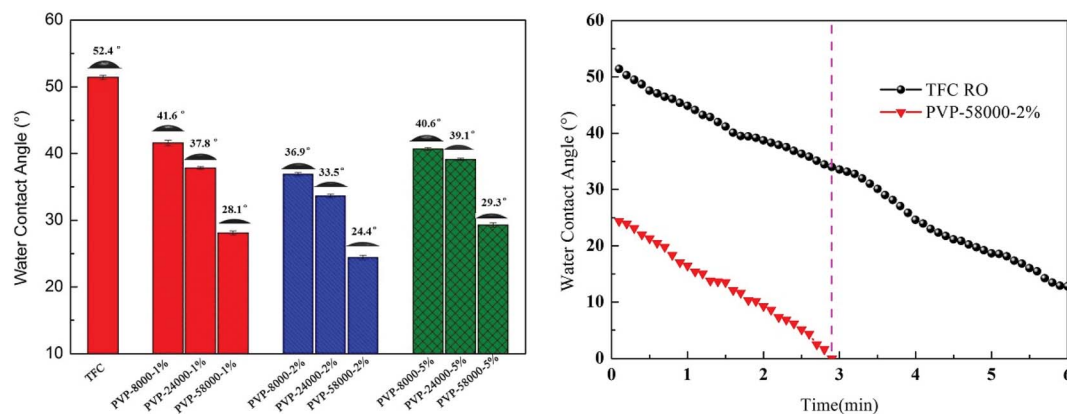 Water Contact Angle (°)
60
50
40
30
20
10
52.4°
41.6°
37.8°
28.1°
36.9°
33.5°
24.4°
40.6°
39.1°
29.3°
TFC
PVP-8000-1%
PVP-24000-1%
PVP-58000-1%
PVP-8000-2%
PVP-24000-2%
PVP-58000-2%
PVP-8000-5%
PVP-24000-5%
PVP-58000-5%
Water Contact Angle (°)
60
50
40
30
20
10
0
TFC RO
PVP-58000-2%
0 1 2 3 4 5 6
Time(min)